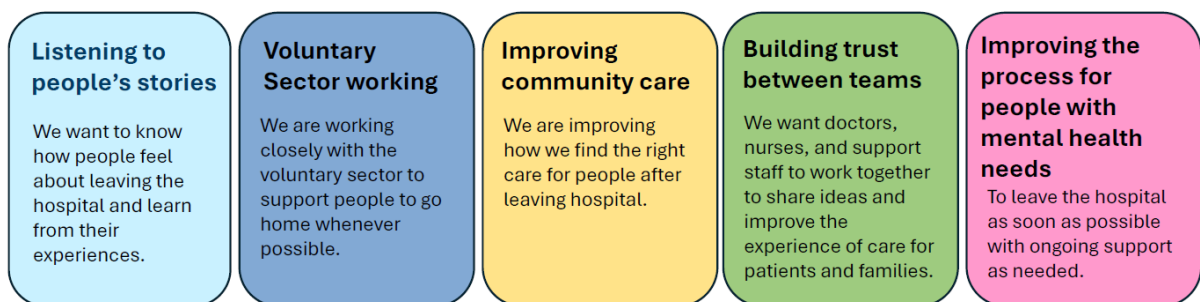 Listening to
people’s stories
We want to know
how people feel
about leaving the
hospital and learn
from their
experiences.
Voluntary
Sector working
We are working
closely with the
voluntary sector to
support people to go
home whenever
possible.
Improving
community care
We are improving
how we find the right
care for people after
leaving hospital.
Building trust
between teams
We want doctors,
nurses, and support
staff to work together
to share ideas and
improve the
experience of care for
patients and families.
Improving the
process for
people with
mental health
needs
To leave the hospital
as soon as possible
with ongoing support
as needed.